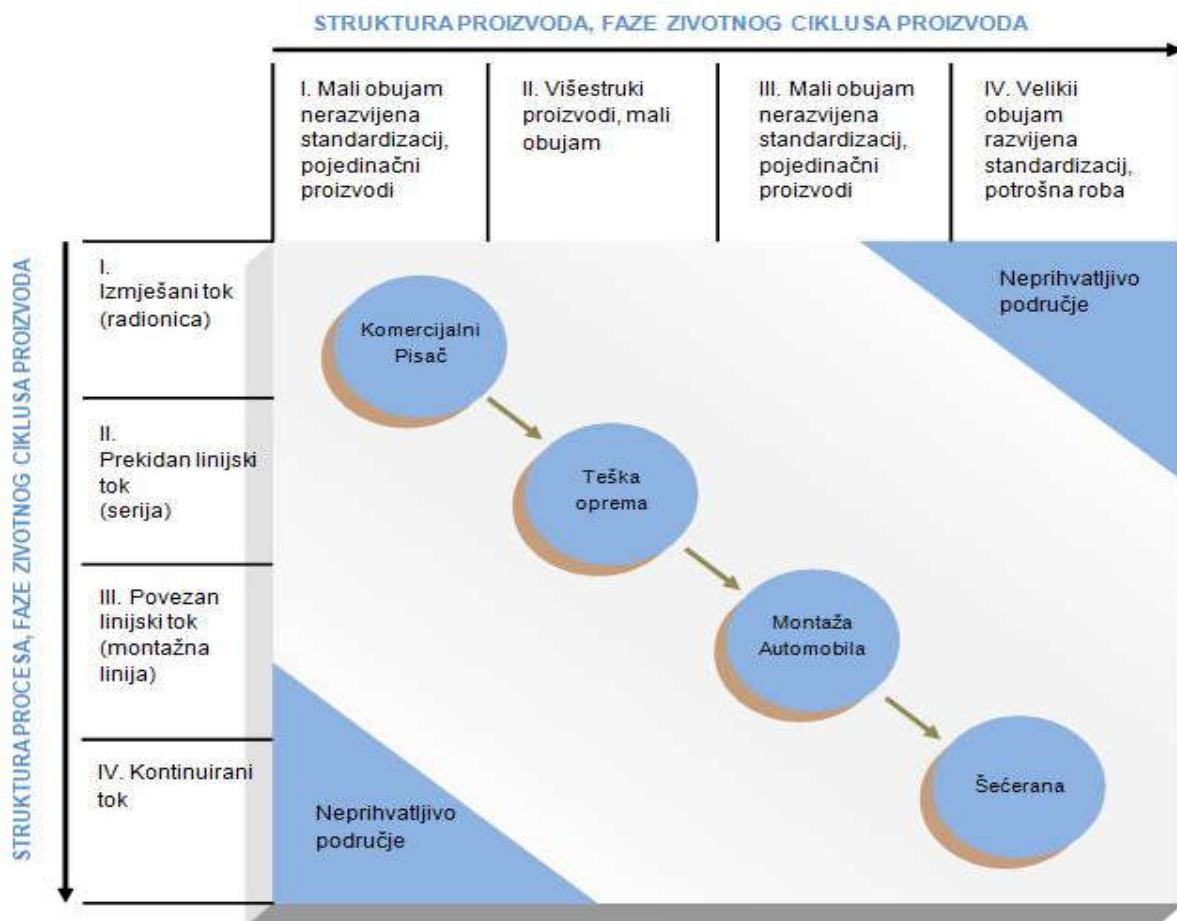 STRUKTURA PROIZVODA, FAZE ZIVOTNOG CIKLUSA PROIZVODA
I. Mali obujam
nerazvijena
standardizacij,
pojedinačni
proizvodi
II. Višestruki
proizvodi, mali
obujam
III. Mali obujam
nerazvijena
standardizacij,
pojedinačni
proizvodi
IV. Velikii
obujam
razvijena
standardizacij,
potrošna roba
STRUKTURA PROCESA, FAZE ZIVOTNOG CIKLUSA PROIZVODA
I.
Izmješani tok
(radionica)
II.
Prekidan linijski
tok
(serija)
III. Povezan
linijski tok
(montažna
linija)
IV. Kontinuirani
tok
Neprihvatljivo
područje
Komercijalni
Pisač
Teška
oprema
Montaža
Automobila
Šećerana
Neprihvatljivo
područje